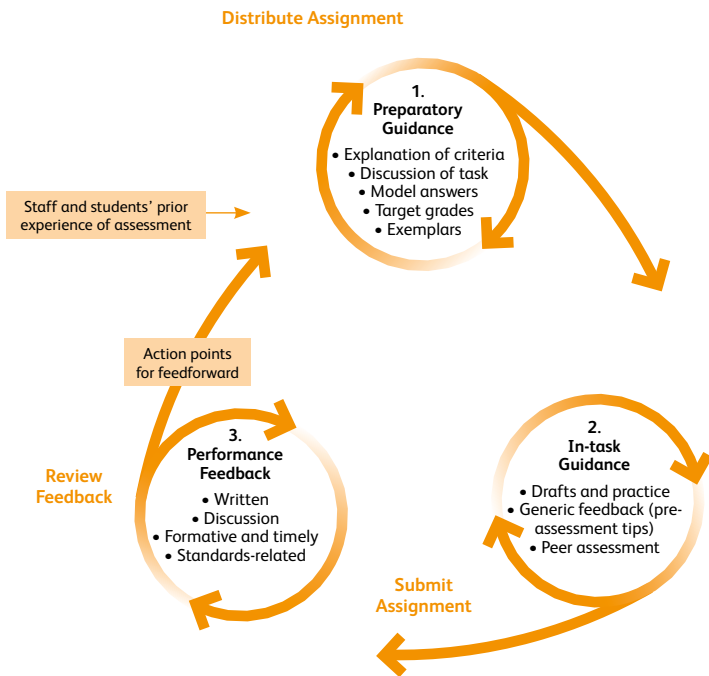 Distribute Assignment
1.
Preparatory
Guidance
• Explanation of criteria
• Discussion of task
• Model answers
• Target grades
• Exemplars
Staff and students’ prior
experience of assessment
Action points
for feedforward
2.
In-task
Guidance
• Drafts and practice
• Generic feedback (pre-
assessment tips)
• Peer assessment
3.
Performance
Feedback
• Written
• Discussion
• Formative and timely
• Standards-related
Review
Feedback
Submit
Assignment